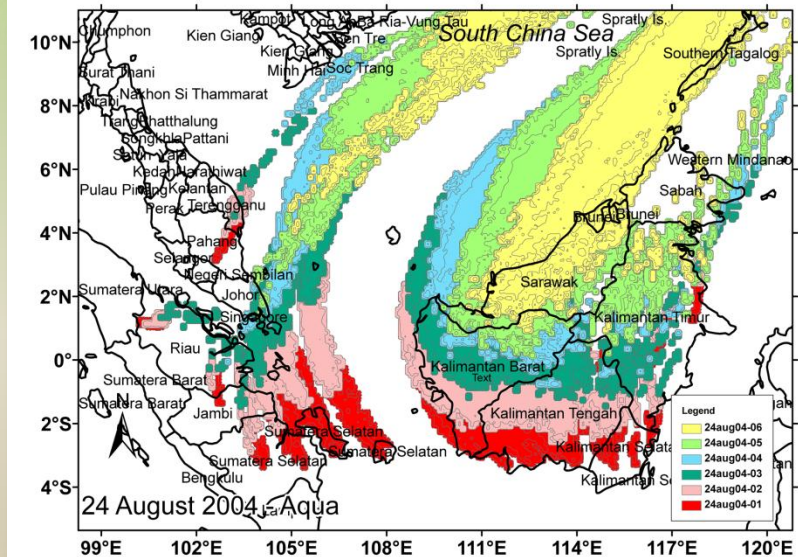 Kampot
Long An
Ba Ria-Vung Tau
Spratly Is.
Chumphon
Kien Giang
Ben Tre
South China Sea
Kien Giang
Spratly Is.
Southern Tagalog
Minh Hai
Soc Trang
Surat Thani
Nakhon Si Thammarat
Krabi
Trang
Phatthalung
Songkhla
Pattani
Satun
Yala
Western Mindanao
Kedah
Narathiwat
Pulau Pinang
Kelantan
Sabah
Perak
Terengganu
Brunei
Brunei
Pahang
Selangor
Negeri Sembilan
Sumatera Utara
Johor
Sarawak
Singapore
Kalimantan Timur
Riau
Kalimantan Barat
Text
Sumatera Barat
Sumatera Barat
N
Jambi
Kalimantan Tengah
Sumatera Selatan
Sumatera Selatan
Kalimantan Selata
Sumatera Selatan
Bengkulu
Kalimantan Se
24 August 2004 - Aqua
Legend
24aug04-06
24aug04-05
24aug04-04
24aug04-03
24aug04-02
24aug04-01
10°N
8°N
6°N
4°N
2°N
0°
2°S
4°S
99°E 102°E 105°E 108°E 111°E 114°E 117°E 120°E